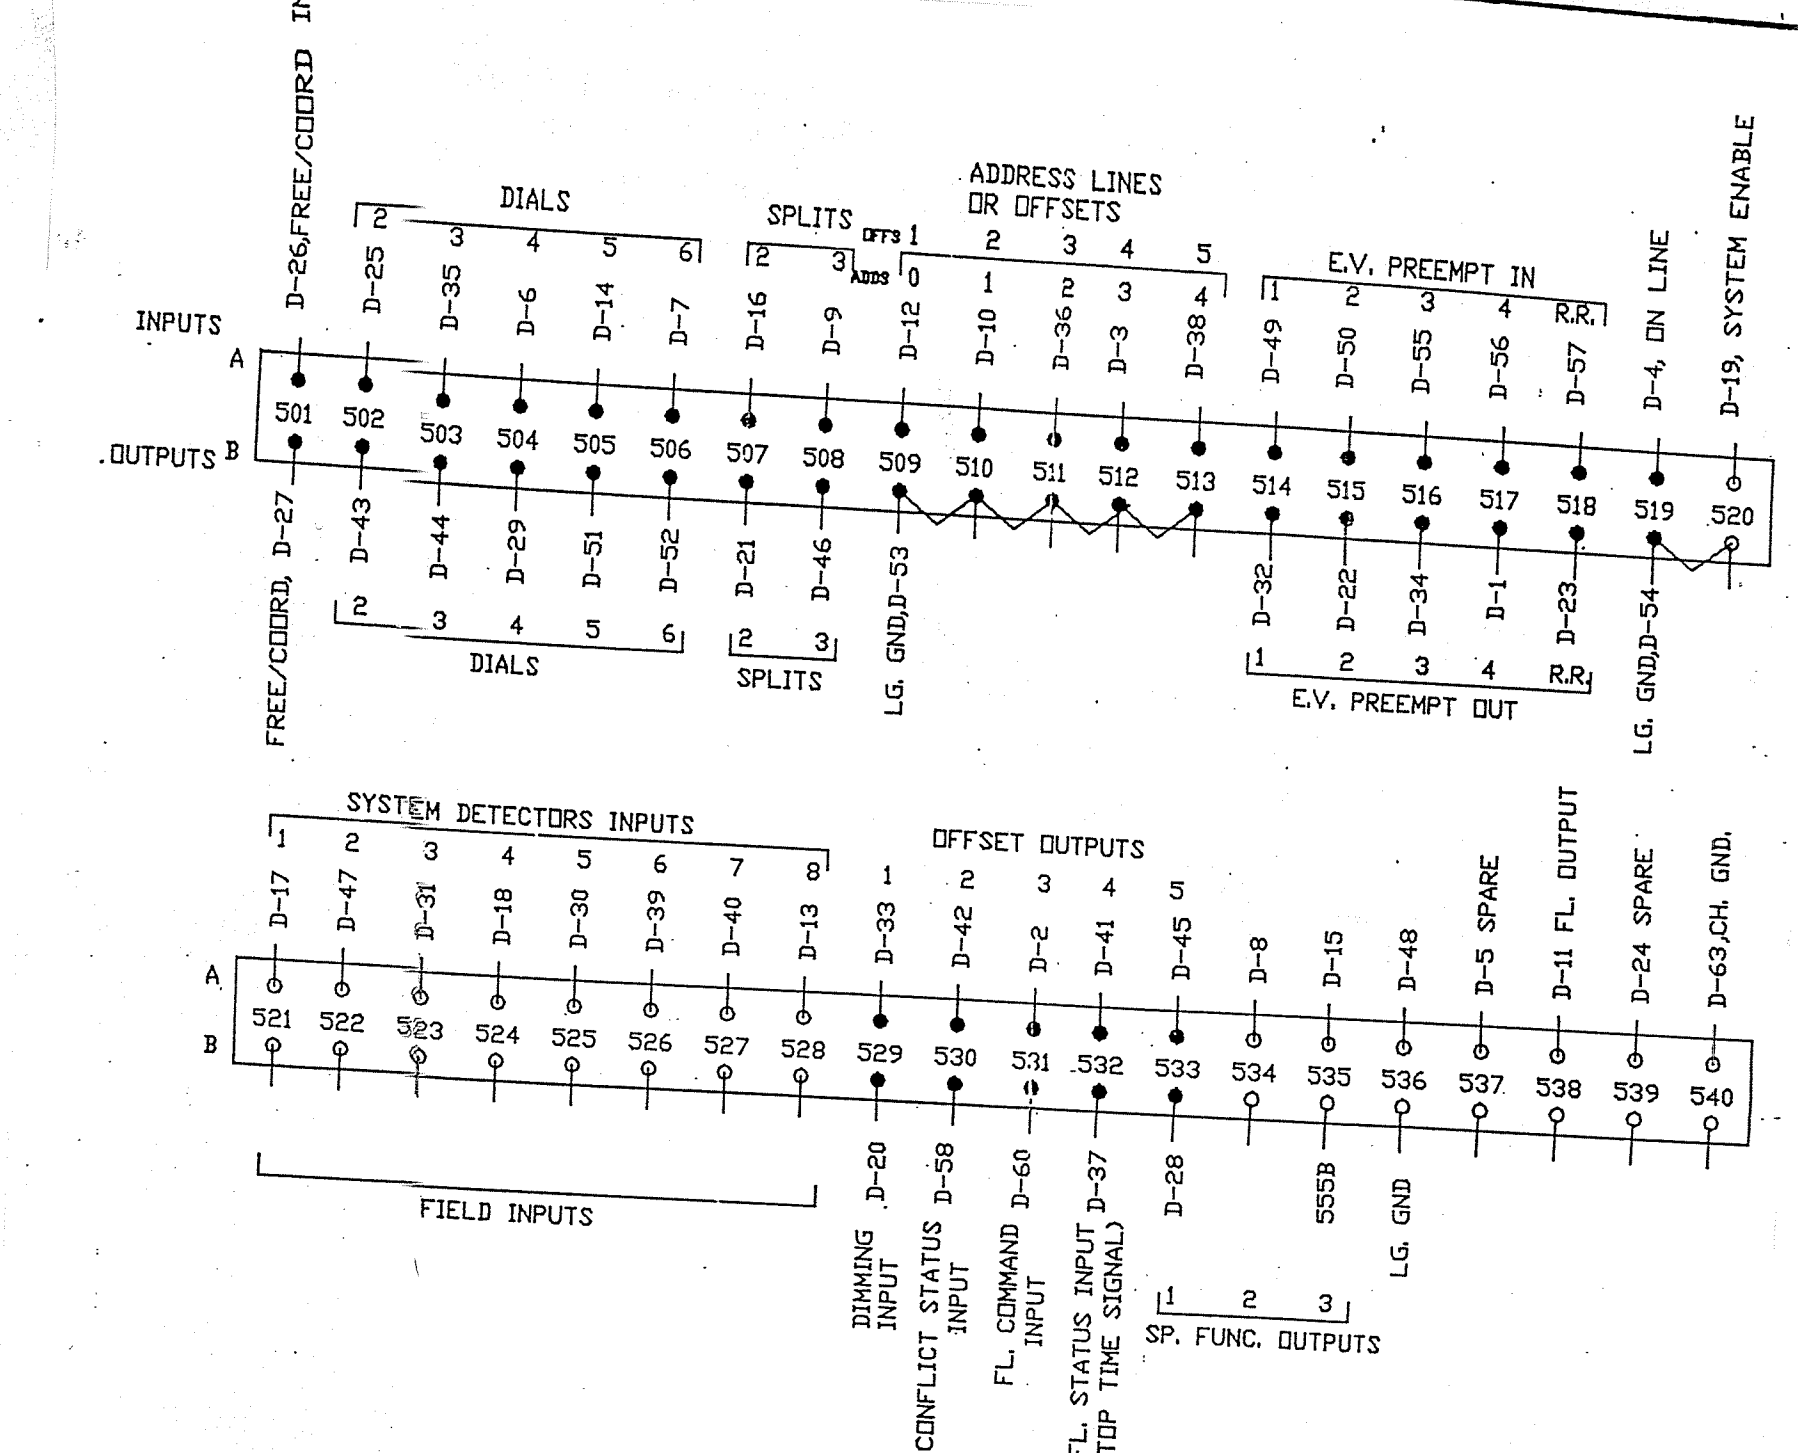 D-26,FREE/COORD
DIALS
2 3 4 5 6
D-25 D-35 D-6 D-14 D-7
SPLITS
2 3
D-16 D-9
ADDRESS LINES
OR OFFSETS
OFFS 1 2 3 4 5
ADDS 0 1 2 3 4
D-12 D-10 D-36 D-3 D-38
E.V. PREEMPT IN
1 2 3 4 R.R.
D-49 D-50 D-55 D-56 D-57
D-4, ON LINE
D-19, SYSTEM ENABLE
INPUTS
A
501 502 503 504 505 506 507 508 509 510 511 512 513 514 515 516 517 518 519 520
OUTPUTS B
FREE/COORD, D-27
D-43 D-44 D-29 D-51 D-52
2 3 4 5 6
DIALS
D-21 D-46
2 3
SPLITS
LG. GND,D-53
D-32 D-22 D-34 D-1 D-23
1 2 3 4 R.R.
E.V. PREEMPT OUT
LG. GND,D-54
SYSTEM DETECTORS INPUTS
1 2 3 4 5 6 7 8
D-17 D-47 D-31 D-18 D-30 D-39 D-40 D-13
OFFSET OUTPUTS
1 2 3 4 5
D-33 D-42 D-2 D-41 D-45
D-8
D-15
D-48
D-5 SPARE
D-11 FL. OUTPUT
D-24 SPARE
D-63,CH. GND.
A
521 522 523 524 525 526 527 528 529 530 531 532 533 534 535 536 537 538 539 540
B
FIELD INPUTS
D-20
DIMMING
INPUT
D-58
CONFLICT STATUS
INPUT
D-60
FL. COMMAND
INPUT
D-37
FL. STATUS INPUT
TOP TIME SIGNAL)
D-28
555B
LG. GND
1 2 3
SP. FUNC. OUTPUTS